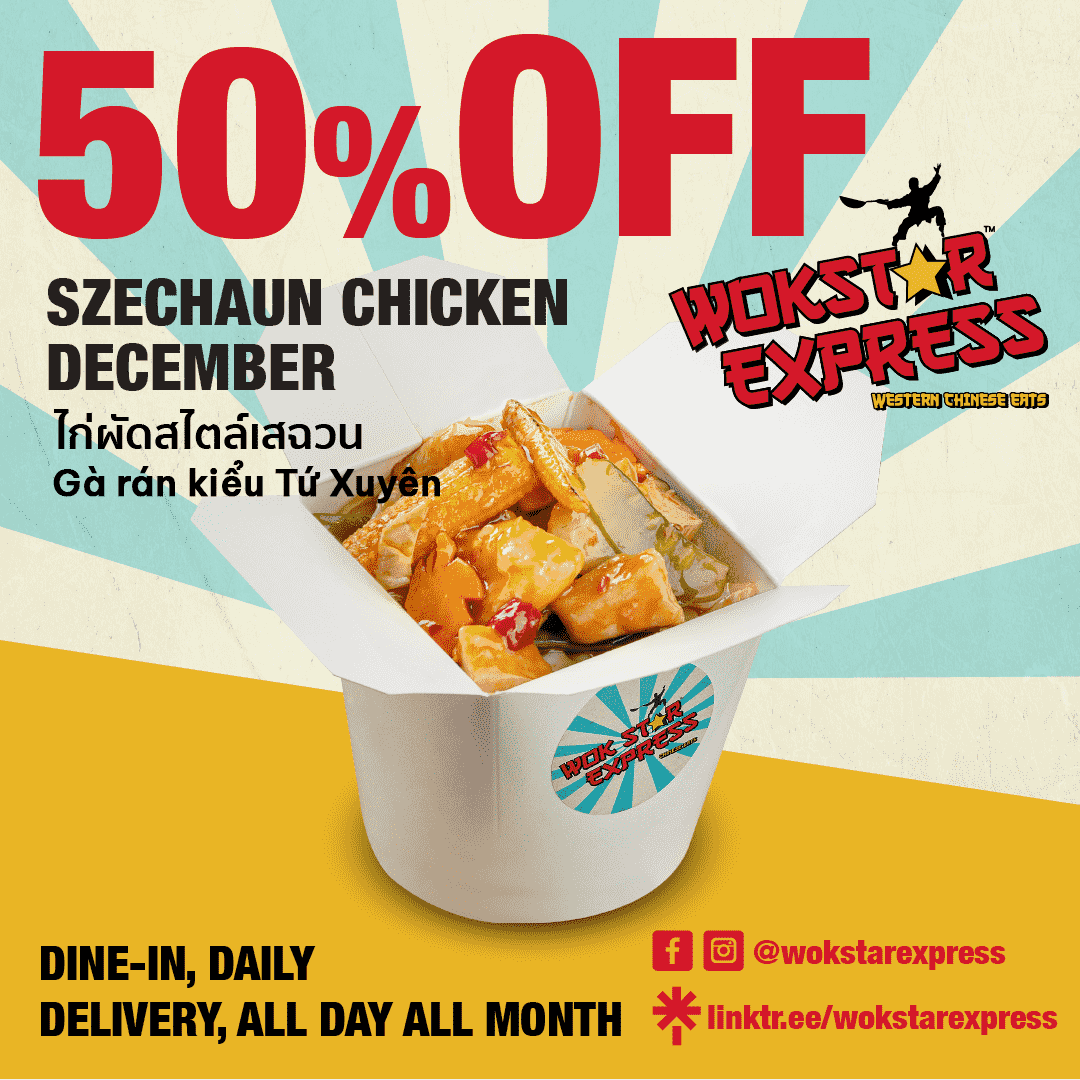 50%OFF
SZECHAUN CHICKEN
DECEMBER
ไก่ผัดสไตล์เสฉวน
Gà rán kiểu Tứ Xuyên
WOKSTAR
EXPRESS
™
WESTERN CHINESE EATS
WOK STAR
EXPRESS
DINE-IN, DAILY
DELIVERY, ALL DAY ALL MONTH
@wokstarexpress
linktr.ee/wokstarexpress